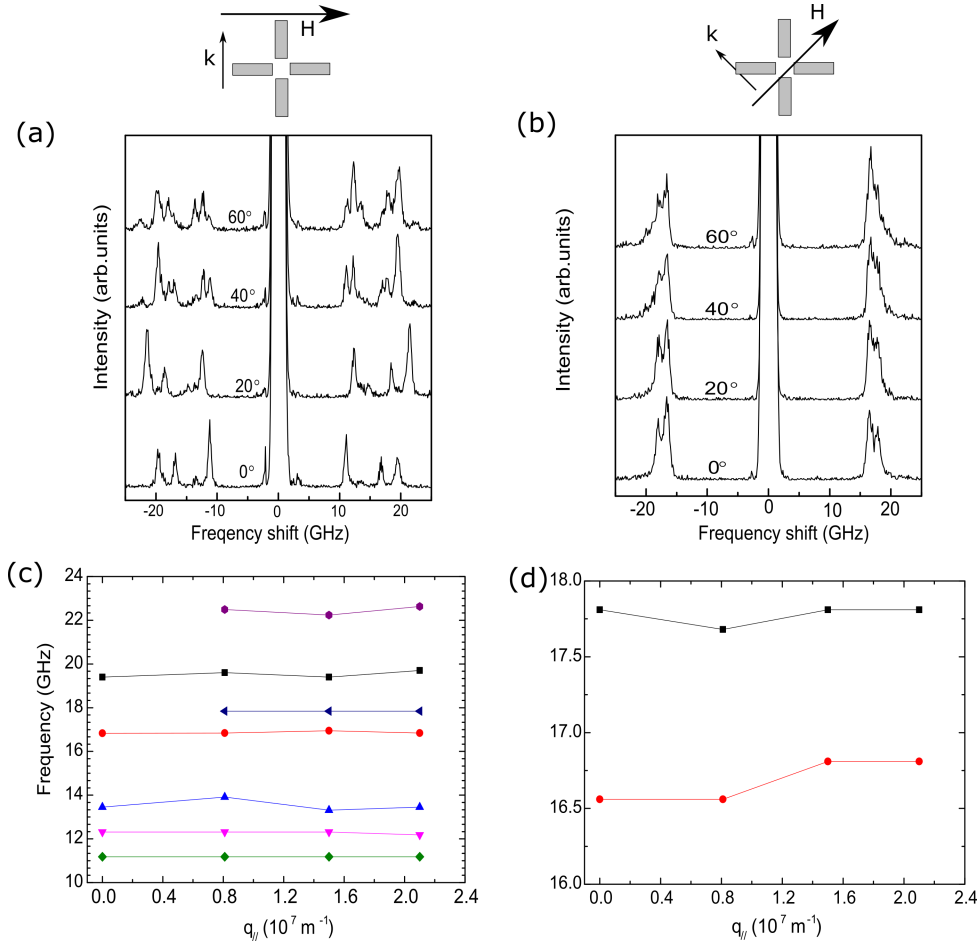 H
k
H
k
(a)
(b)
Intensity (arb.units)
60°
40°
20°
0°
-20 -10 0 10 20
Freqency shift (GHz)
Intensity (arb.units)
60°
40°
20°
0°
-20 -10 0 10 20
Frequency shift (GHz)
(c)
Frequency (GHz)
24
22
20
18
16
14
12
10
0.0 0.4 0.8 1.2 1.6 2.0 2.4
q// (10⁷ m⁻¹)
(d)
18.0
17.5
17.0
16.5
16.0
0.0 0.4 0.8 1.2 1.6 2.0 2.4
q// (10⁷ m⁻¹)